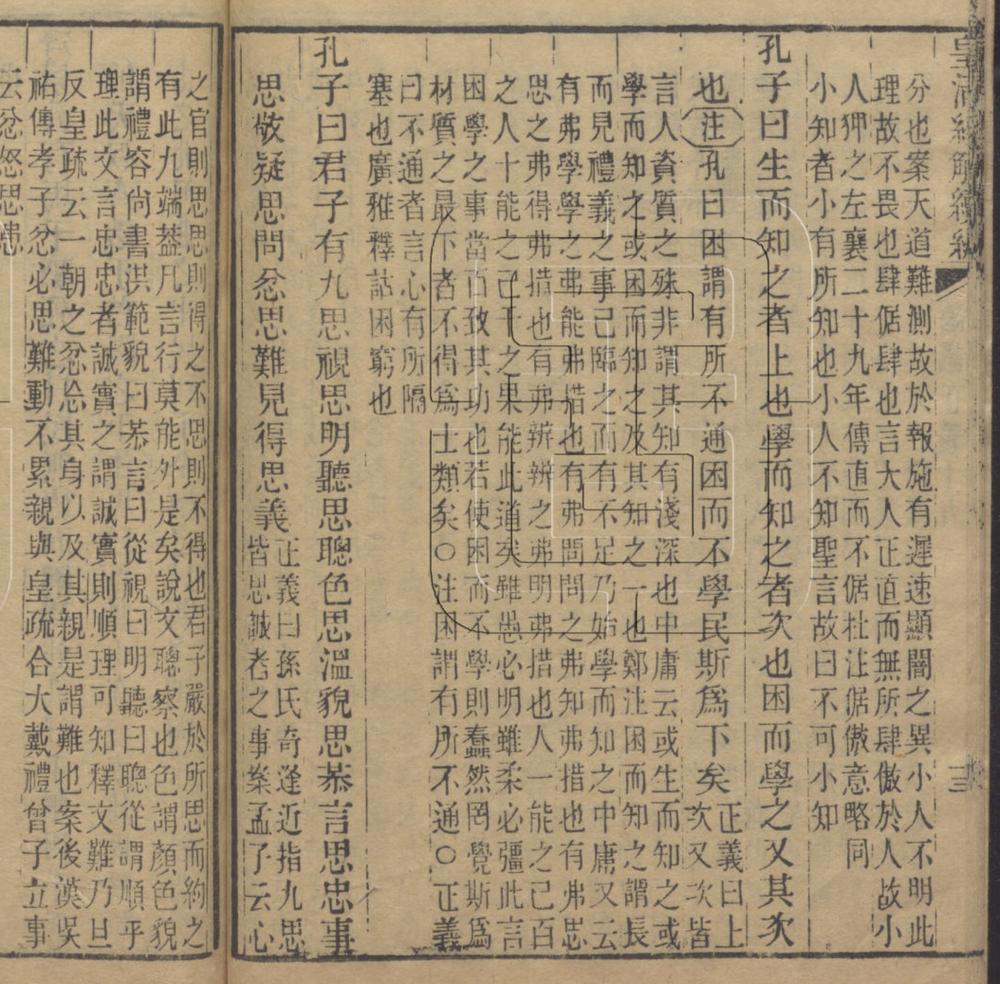 皇清經解續編
分也案天道難測故於報施有遲速顯闇之異小人不明此
理故不畏也肆倨肆也言大人正直而無所肆傲於人故小
人狎之左襄二十九年傳直而不倨杜注倨傲意略同
小知者小有所知也小人不知聖言故曰不可小知
孔子曰生而知之者上也學而知之者次也困而學之又其次
也注孔曰困謂有所不通困而不學民斯爲下矣正義曰上
次又次皆
言人資質之殊非謂其知有淺深也中庸云或生而知之或
學而知之或困而知之及其知之一也鄭注困而知之謂長
而見禮義之事己臨之而有不足乃始學而知之中庸又云
有弗學學之弗能弗措也有弗問問之弗知弗措也有弗思
思之弗得弗措也有弗辨辨之弗明弗措也人一能之己百
之人十能之己千之果能此道矣雖愚必明雖柔必彊此言
困學之事當百致其功也若使困而不學則蠢然罔覺斯爲
材質之最下者不得爲士類矣○注困謂有所不通○正義
曰不通者言心有所隔
塞也廣雅釋詁困窮也
孔子曰君子有九思視思明聽思聰色思溫貌思恭言思忠事
思敬疑思問忿思難見得思義正義曰孫氏奇逢近指九思
皆思誠者之事案孟子云心
之官則思思則得之不思則不得也君子嚴於所思而約之
有此九端葢凡言行莫能外是矣說文聰察也色謂顏色貌
謂禮容尚書洪範貌曰恭言曰從視曰明聽曰聰從謂順乎
理此文言忠忠者誠實之謂誠實則順理可知釋文難乃旦
反皇疏云一朝之忿忘其身以及其親是謂難也案後漢吳
祐傳孝子忿必思難動不累親與皇疏合大戴禮曾子立事
云忿怒思患